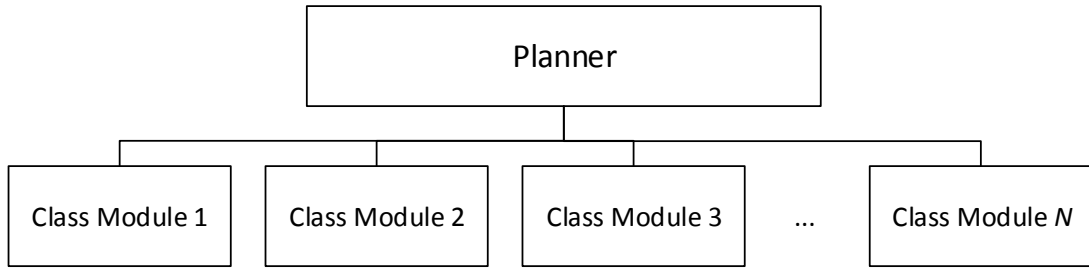 Planner
Class Module 1
Class Module 2
Class Module 3
...
Class Module N